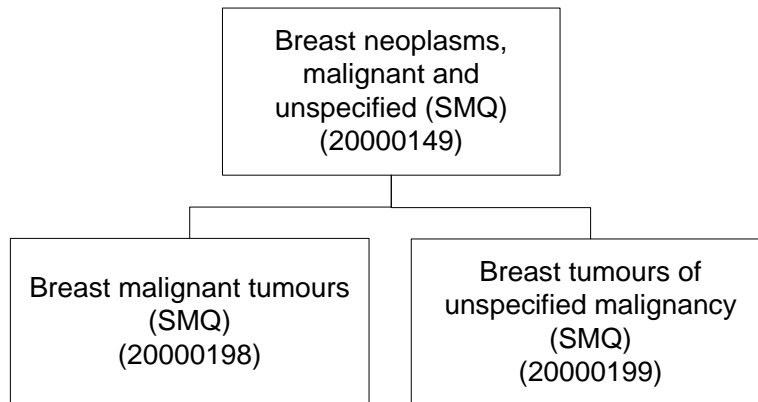 Breast neoplasms,
malignant and
unspecified (SMQ)
(20000149)
Breast malignant tumours
(SMQ)
(20000198)
Breast tumours of
unspecified malignancy
(SMQ)
(20000199)